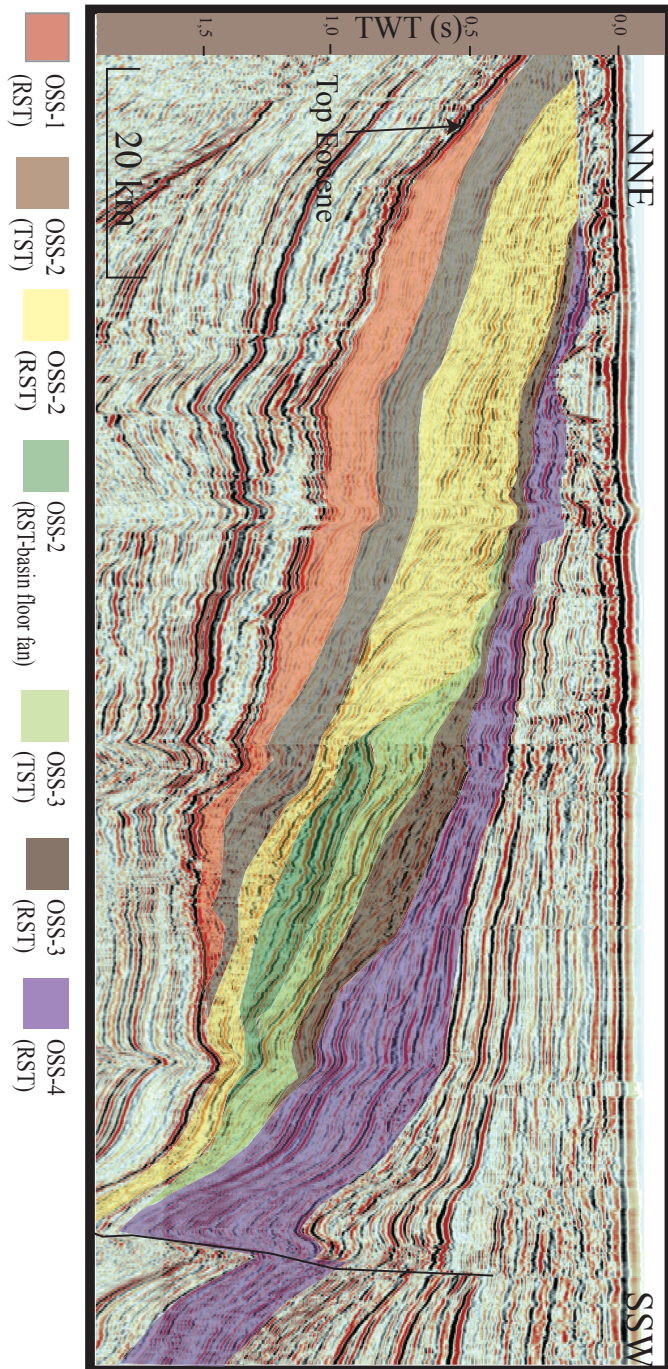 NNE
SSW
0,0
0,5
1,0
1,5
TWT (s)
Top Eocene
20 km
OSS-1
(RST)
OSS-2
(TST)
OSS-2
(RST)
OSS-2
(RST-basin floor fan)
OSS-3
(TST)
OSS-3
(RST)
OSS-4
(RST)